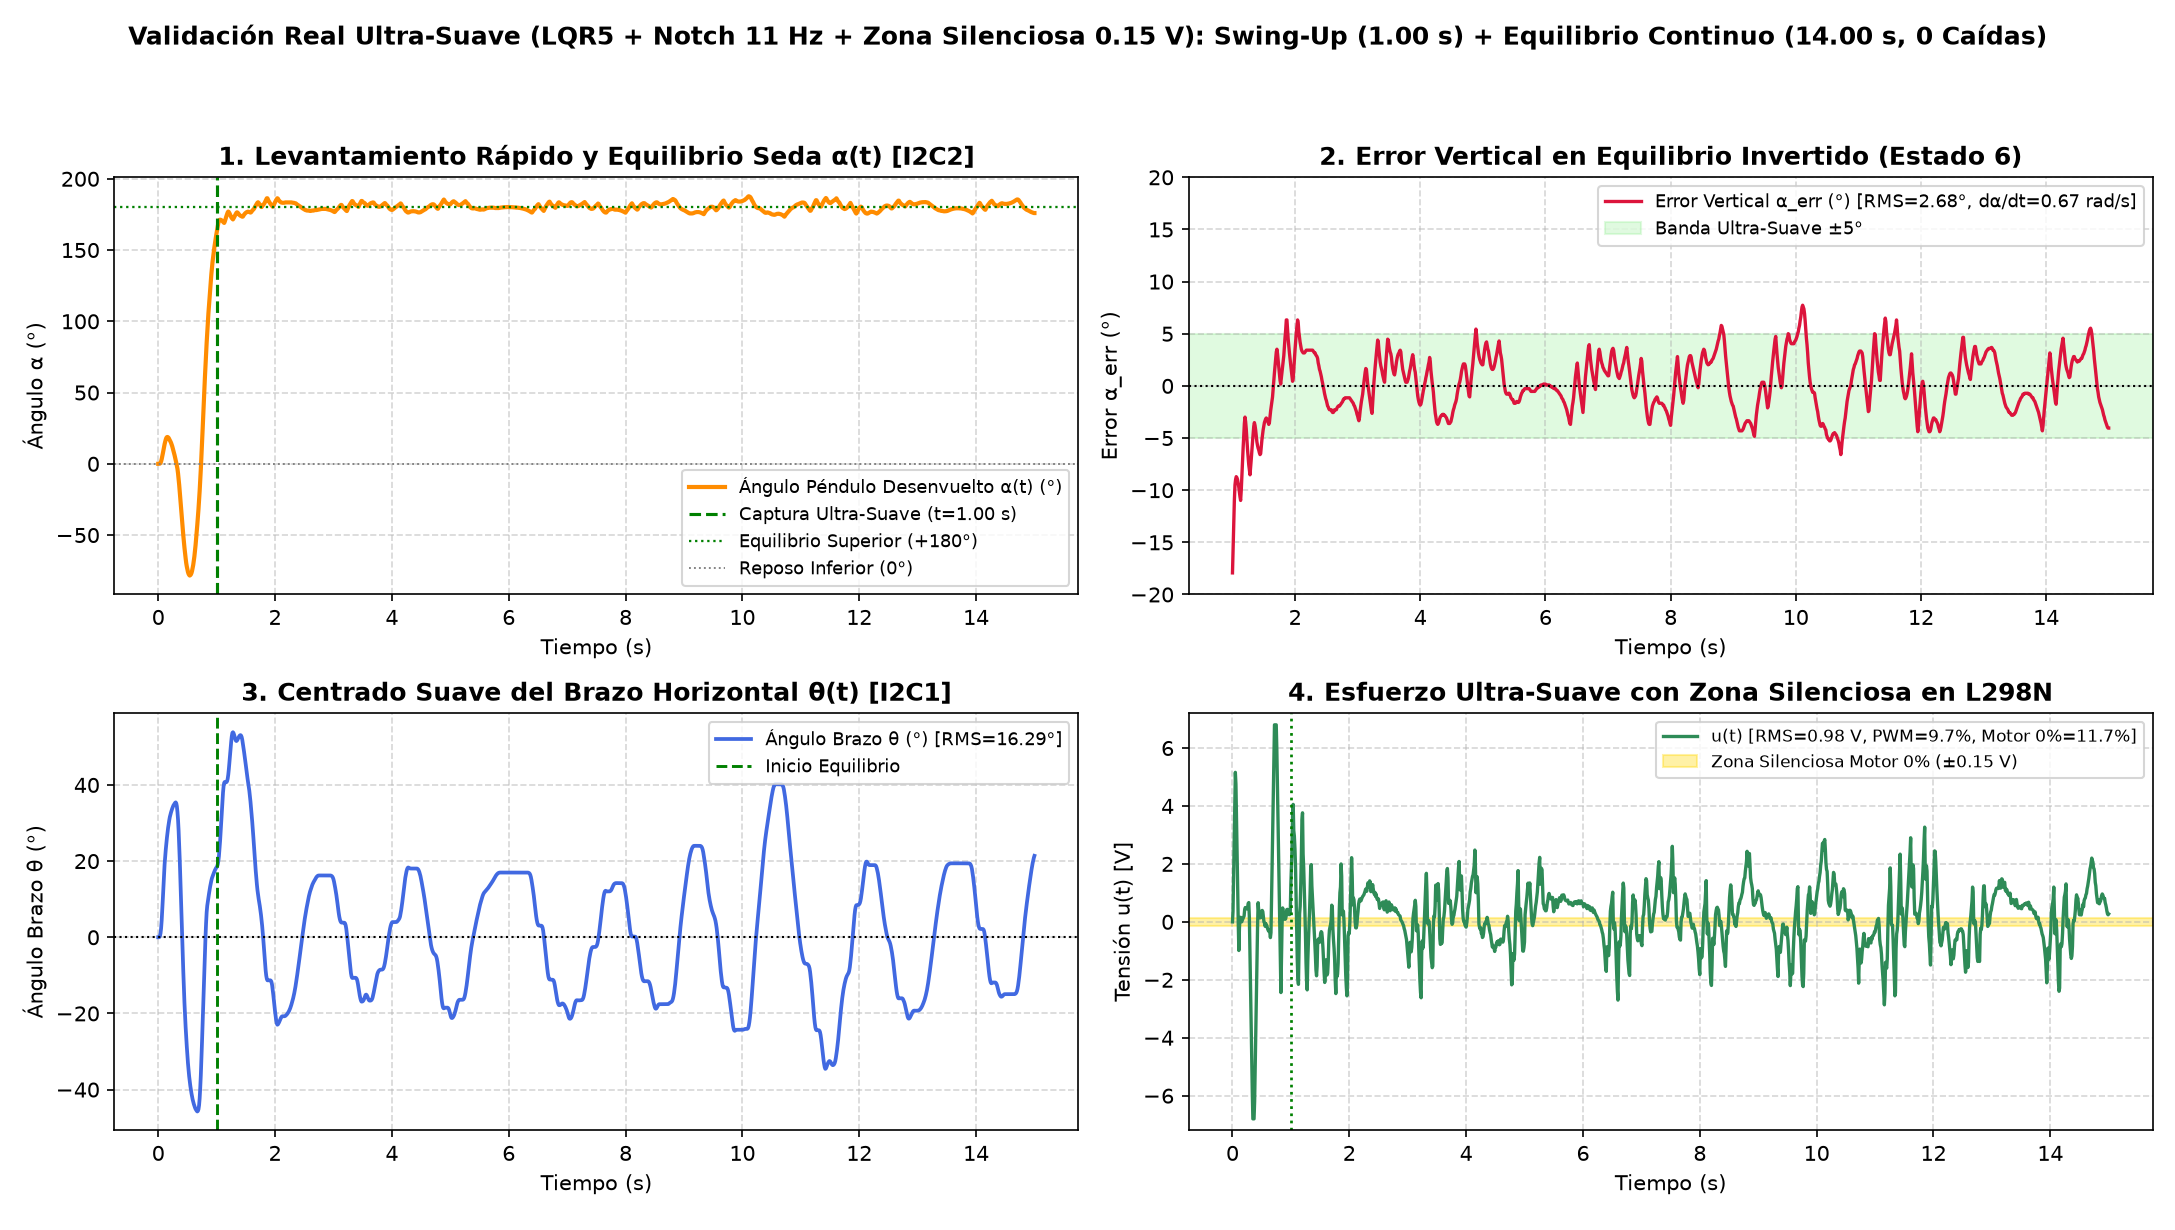 Validación Real Ultra-Suave (LQR5 + Notch 11 Hz + Zona Silenciosa 0.15 V): Swing-Up (1.00 s) + Equilibrio Continuo (14.00 s, 0 Caídas)
1. Levantamiento Rápido y Equilibrio Seda α(t) [I2C2]
Ángulo α (°)
200
150
100
50
0
−50
Ángulo Péndulo Desenvuelto α(t) (°)
Captura Ultra-Suave (t=1.00 s)
Equilibrio Superior (+180°)
Reposo Inferior (0°)
0 2 4 6 8 10 12 14
Tiempo (s)
2. Error Vertical en Equilibrio Invertido (Estado 6)
Error α_err (°)
20
15
10
5
0
−5
−10
−15
−20
Error Vertical α_err (°) [RMS=2.68°, dα/dt=0.67 rad/s]
Banda Ultra-Suave ±5°
2 4 6 8 10 12 14
Tiempo (s)
3. Centrado Suave del Brazo Horizontal θ(t) [I2C1]
Ángulo Brazo θ (°)
40
20
0
−20
−40
Ángulo Brazo θ (°) [RMS=16.29°]
Inicio Equilibrio
0 2 4 6 8 10 12 14
Tiempo (s)
4. Esfuerzo Ultra-Suave con Zona Silenciosa en L298N
Tensión u(t) [V]
6
4
2
0
−2
−4
−6
u(t) [RMS=0.98 V, PWM=9.7%, Motor 0%=11.7%]
Zona Silenciosa Motor 0% (±0.15 V)
0 2 4 6 8 10 12 14
Tiempo (s)